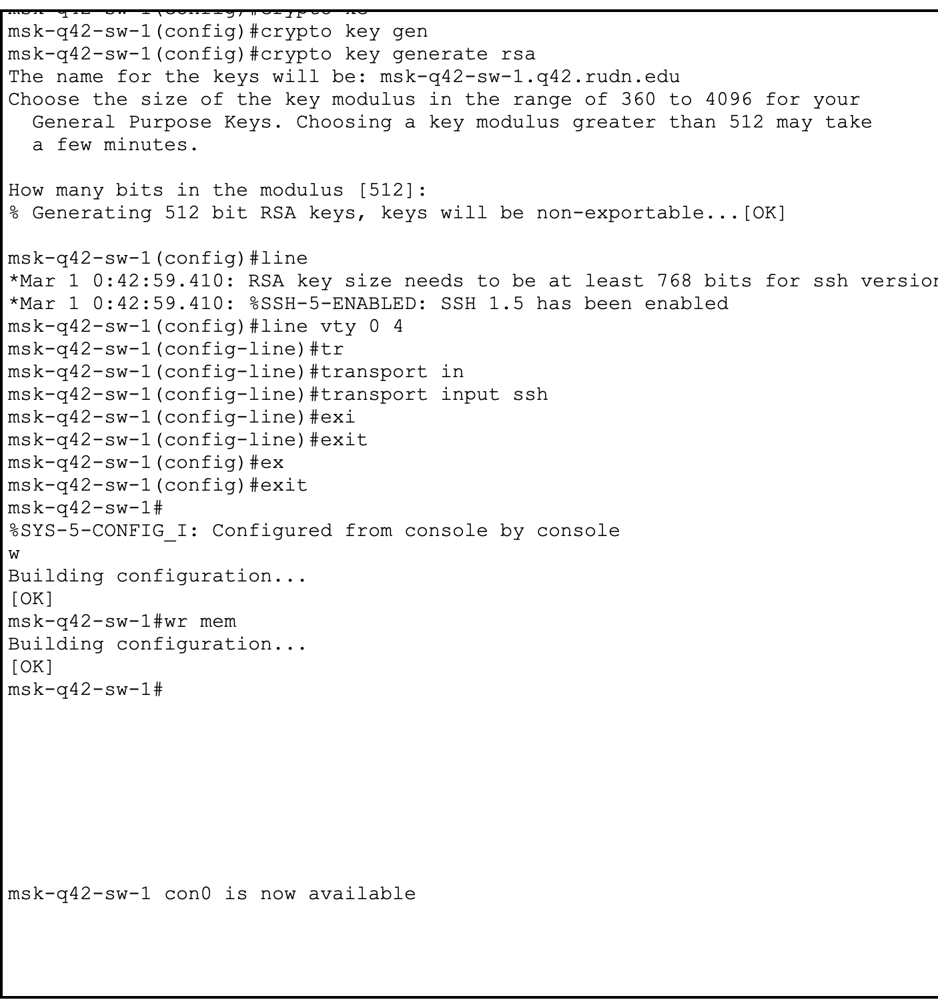 msk-q42-sw-1(config)#crypto ke
msk-q42-sw-1(config)#crypto key gen
msk-q42-sw-1(config)#crypto key generate rsa
The name for the keys will be: msk-q42-sw-1.q42.rudn.edu
Choose the size of the key modulus in the range of 360 to 4096 for your
  General Purpose Keys. Choosing a key modulus greater than 512 may take
  a few minutes.

How many bits in the modulus [512]:
% Generating 512 bit RSA keys, keys will be non-exportable...[OK]

msk-q42-sw-1(config)#line
*Mar 1 0:42:59.410: RSA key size needs to be at least 768 bits for ssh version
*Mar 1 0:42:59.410: %SSH-5-ENABLED: SSH 1.5 has been enabled
msk-q42-sw-1(config)#line vty 0 4
msk-q42-sw-1(config-line)#tr
msk-q42-sw-1(config-line)#transport in
msk-q42-sw-1(config-line)#transport input ssh
msk-q42-sw-1(config-line)#exi
msk-q42-sw-1(config-line)#exit
msk-q42-sw-1(config)#ex
msk-q42-sw-1(config)#exit
msk-q42-sw-1#
%SYS-5-CONFIG_I: Configured from console by console
w
Building configuration...
[OK]
msk-q42-sw-1#wr mem
Building configuration...
[OK]
msk-q42-sw-1#

msk-q42-sw-1 con0 is now available